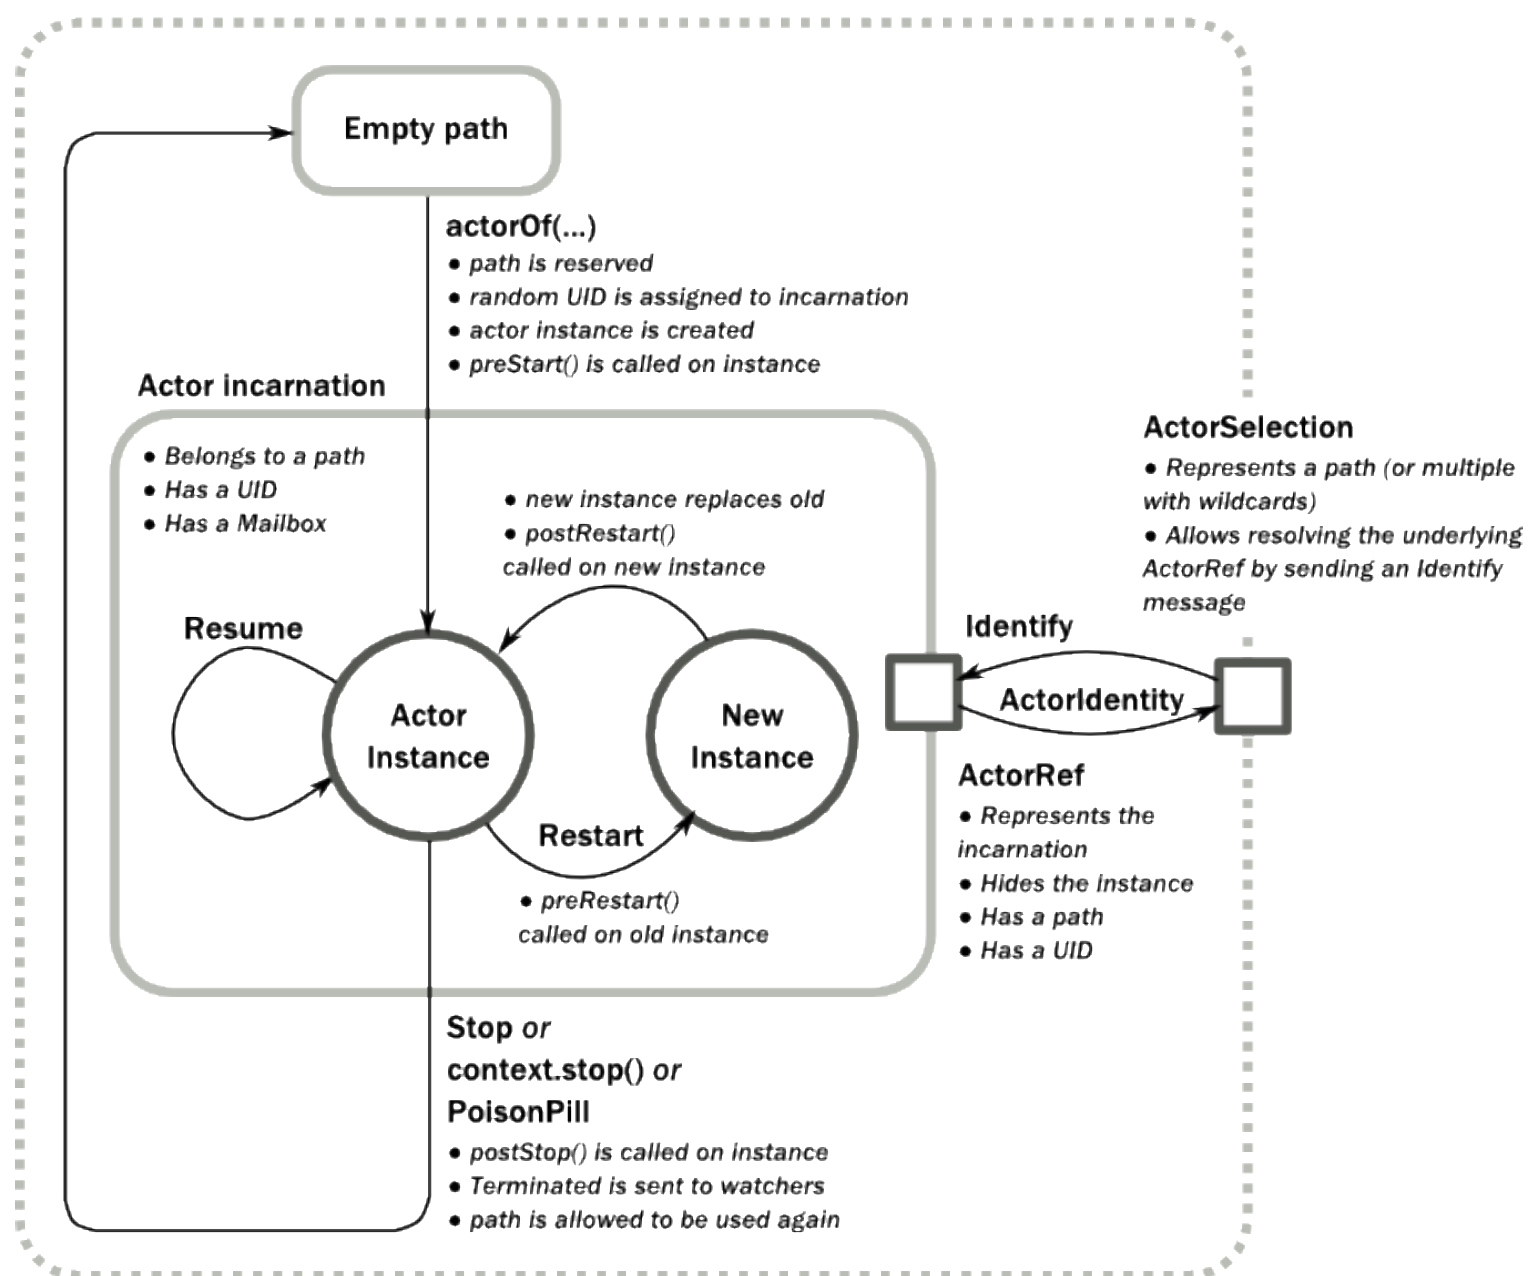 Empty path
actorOf(...)
• path is reserved
• random UID is assigned to incarnation
• actor instance is created
• preStart() is called on instance
Actor incarnation
• Belongs to a path
• Has a UID
• Has a Mailbox
• new instance replaces old
• postRestart()
called on new instance
Resume
Actor
Instance
New
Instance
Restart
• preRestart()
called on old instance
ActorSelection
• Represents a path (or multiple
with wildcards)
• Allows resolving the underlying
ActorRef by sending an Identify
message
Identify
ActorIdentity
ActorRef
• Represents the
incarnation
• Hides the instance
• Has a path
• Has a UID
Stop or
context.stop() or
PoisonPill
• postStop() is called on instance
• Terminated is sent to watchers
• path is allowed to be used again